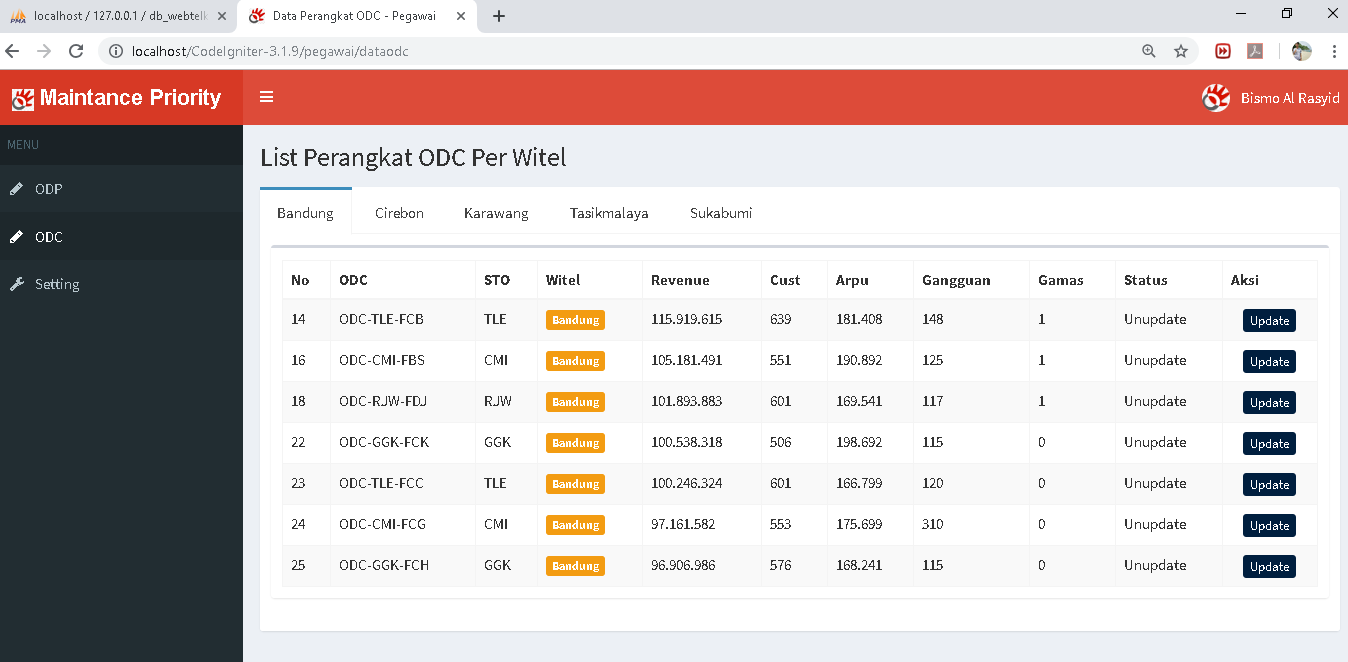 localhost / 127.0.0.1 / db_webtelk
Data Perangkat ODC - Pegawai
localhost/CodeIgniter-3.1.9/pegawai/dataodc
Maintance Priority
Bismo Al Rasyid
MENU
ODP
ODC
Setting
List Perangkat ODC Per Witel
Bandung Cirebon Karawang Tasikmalaya Sukabumi
No ODC STO Witel Revenue Cust Arpu Gangguan Gamas Status Aksi
14 ODC-TLE-FCB TLE Bandung 115.919.615 639 181.408 148 1 Unupdate Update
16 ODC-CMI-FBS CMI Bandung 105.181.491 551 190.892 125 1 Unupdate Update
18 ODC-RJW-FDJ RJW Bandung 101.893.883 601 169.541 117 1 Unupdate Update
22 ODC-GGK-FCK GGK Bandung 100.538.318 506 198.692 115 0 Unupdate Update
23 ODC-TLE-FCC TLE Bandung 100.246.324 601 166.799 120 0 Unupdate Update
24 ODC-CMI-FCG CMI Bandung 97.161.582 553 175.699 310 0 Unupdate Update
25 ODC-GGK-FCH GGK Bandung 96.906.986 576 168.241 115 0 Unupdate Update